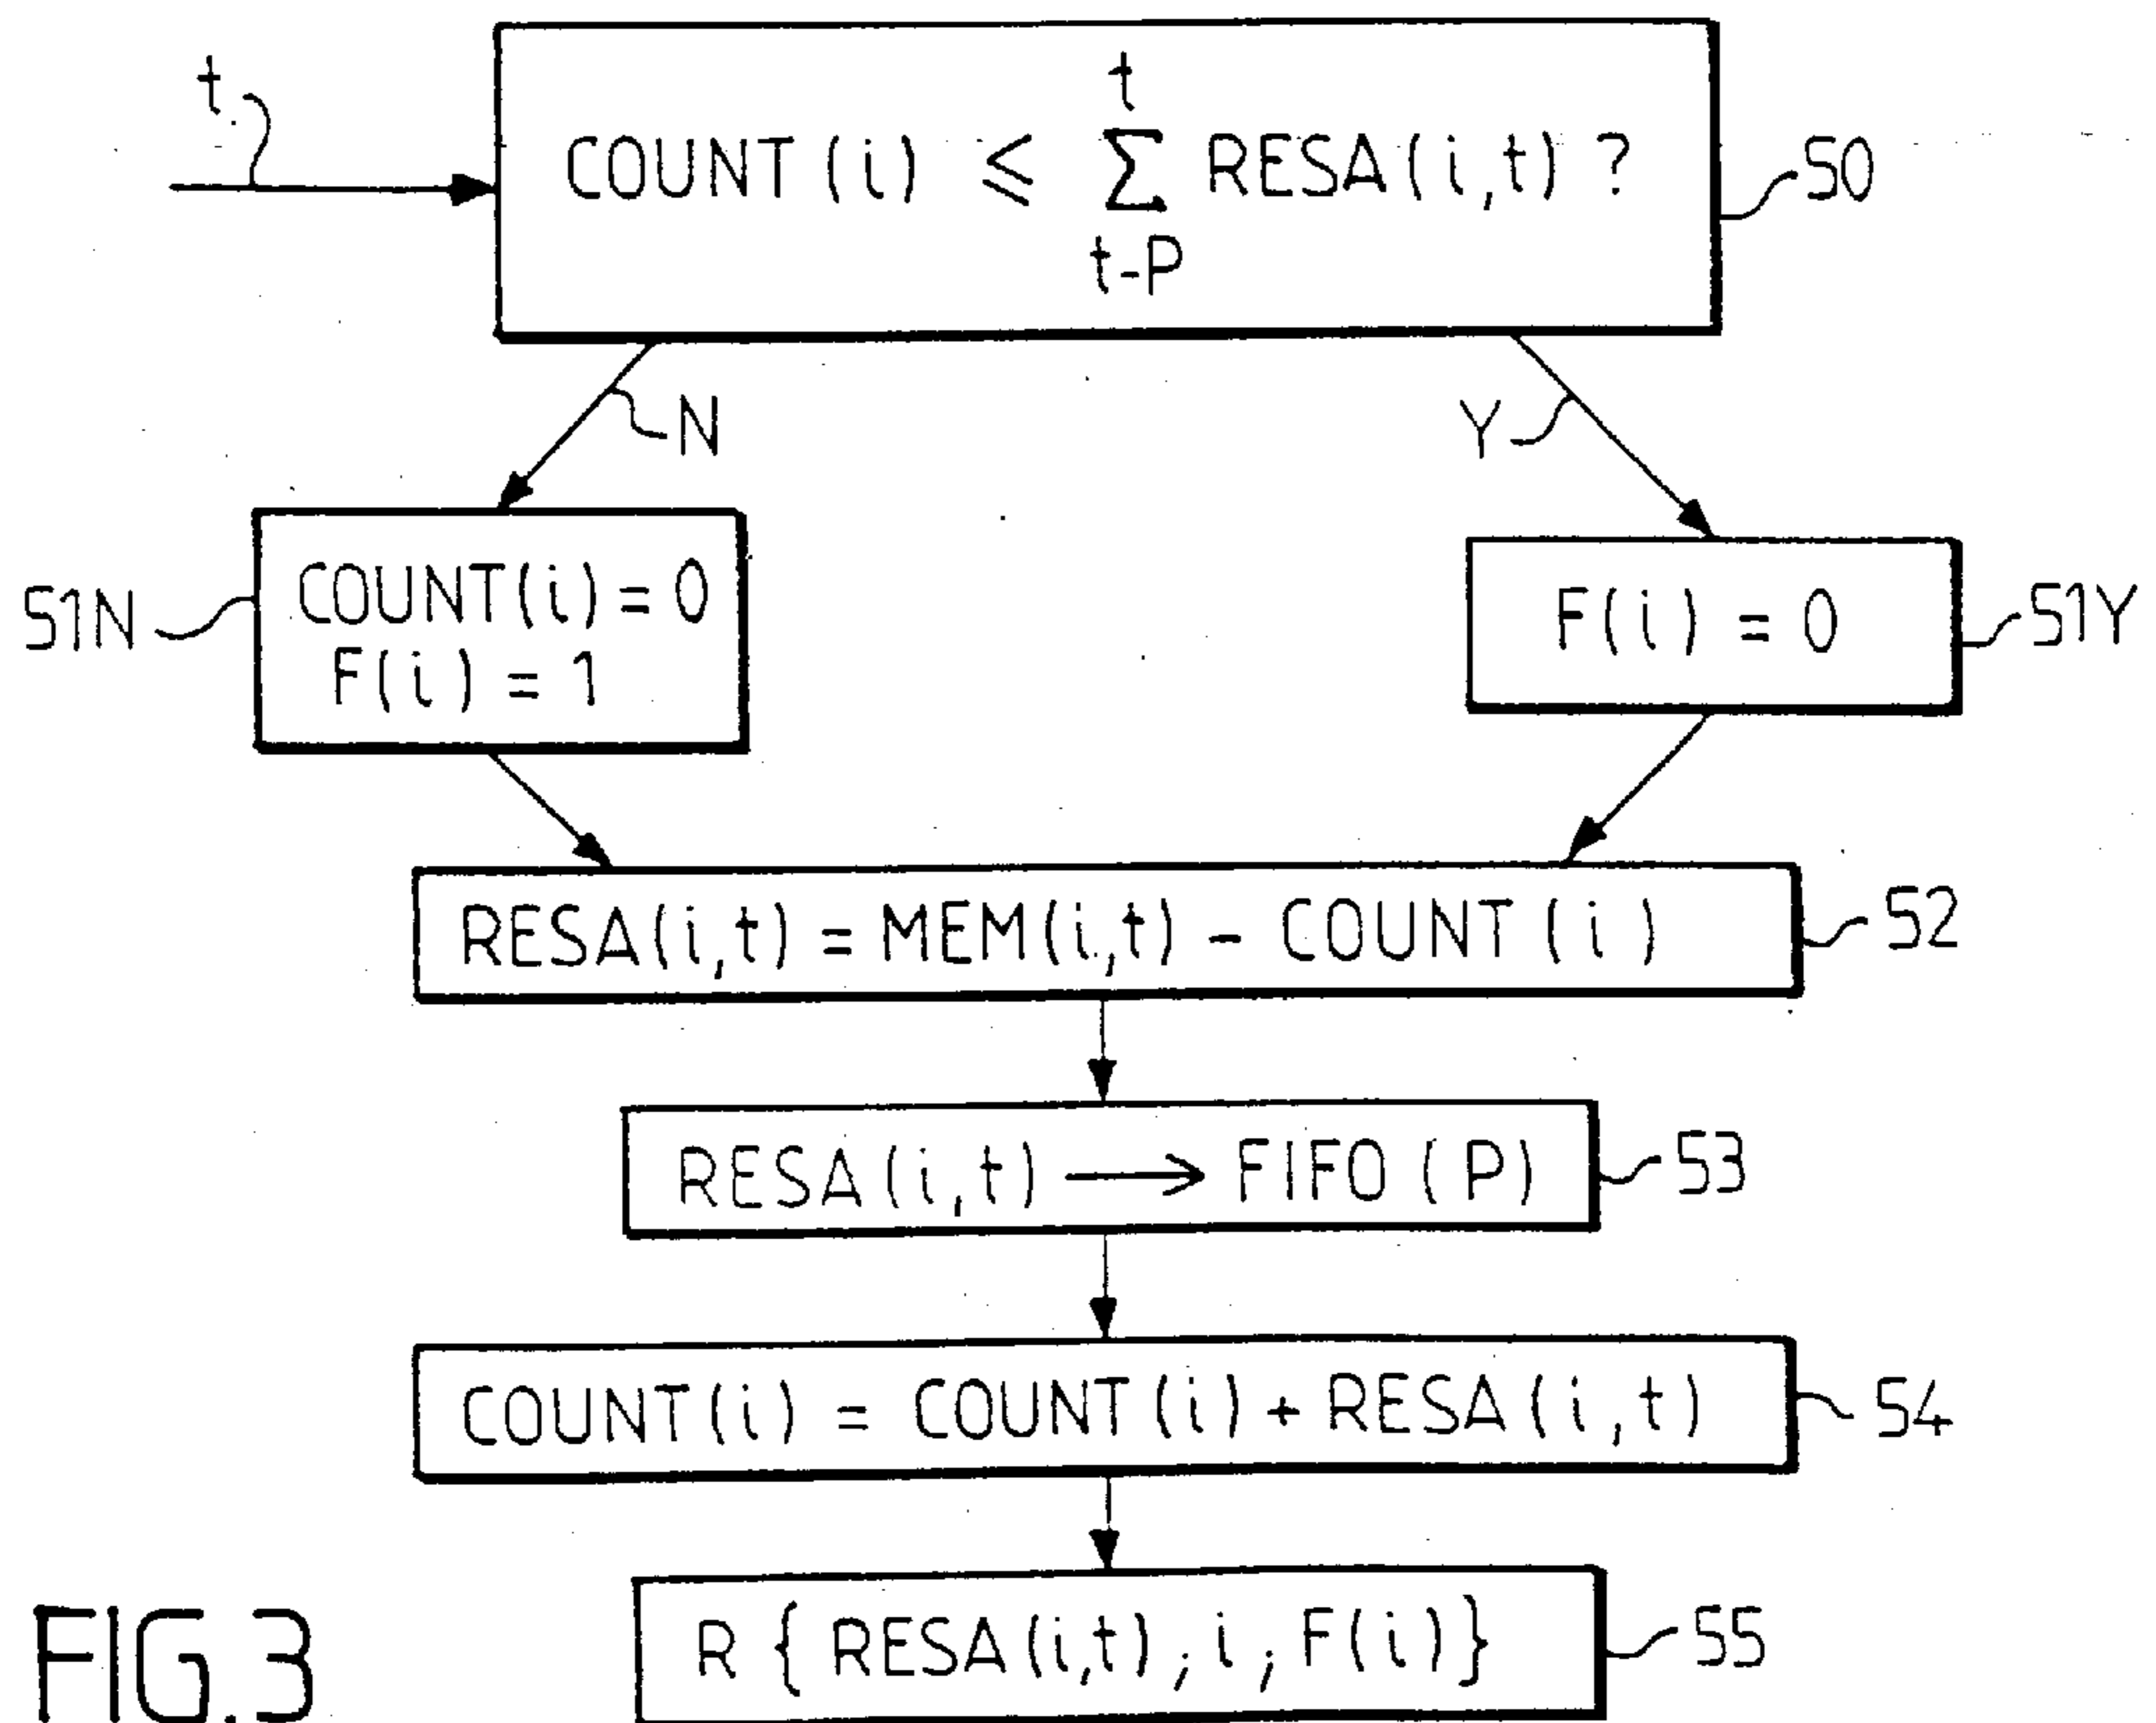 t
t
COUNT(i) ≤ Σ RESA(i,t) ?
t-P
50
N
Y
COUNT(i) = 0
F(i) = 1
51N
F(i) = 0
51Y
RESA(i,t) = MEM(i,t) - COUNT(i)
52
RESA(i,t) → FIFO(P)
53
COUNT(i) = COUNT(i) + RESA(i,t)
54
R { RESA(i,t) ; i ; F(i) }
55
FIG.3